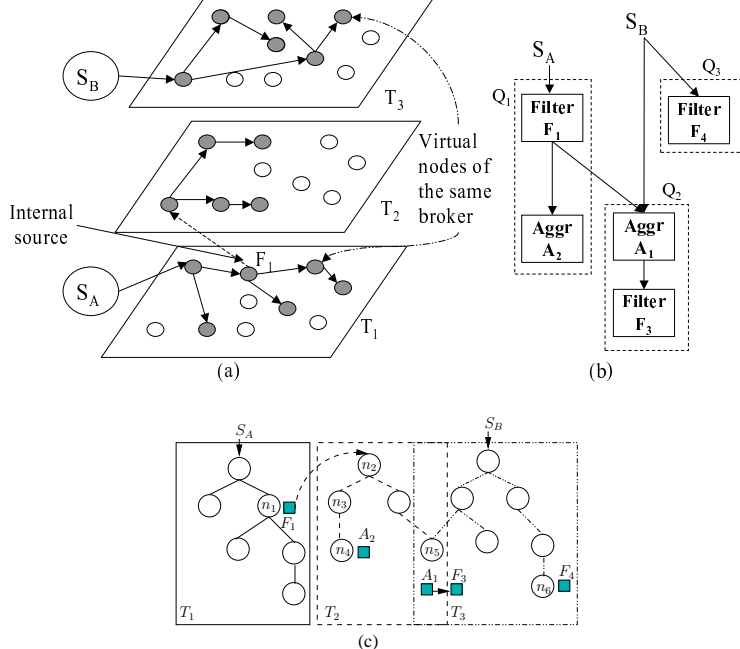 S_B
T_3
Virtual
nodes of
the same
broker
T_2
Internal
source
F_1
S_A
T_1
(a)
S_B
S_A
Q_3
Q_1
Filter
F_1
Filter
F_4
Q_2
Aggr
A_2
Aggr
A_1
Filter
F_3
(b)
S_A
S_B
n_2
n_1
F_1
n_3
A_2
n_4
n_5
A_1
F_3
F_4
n_6
T_1
T_2
T_3
(c)